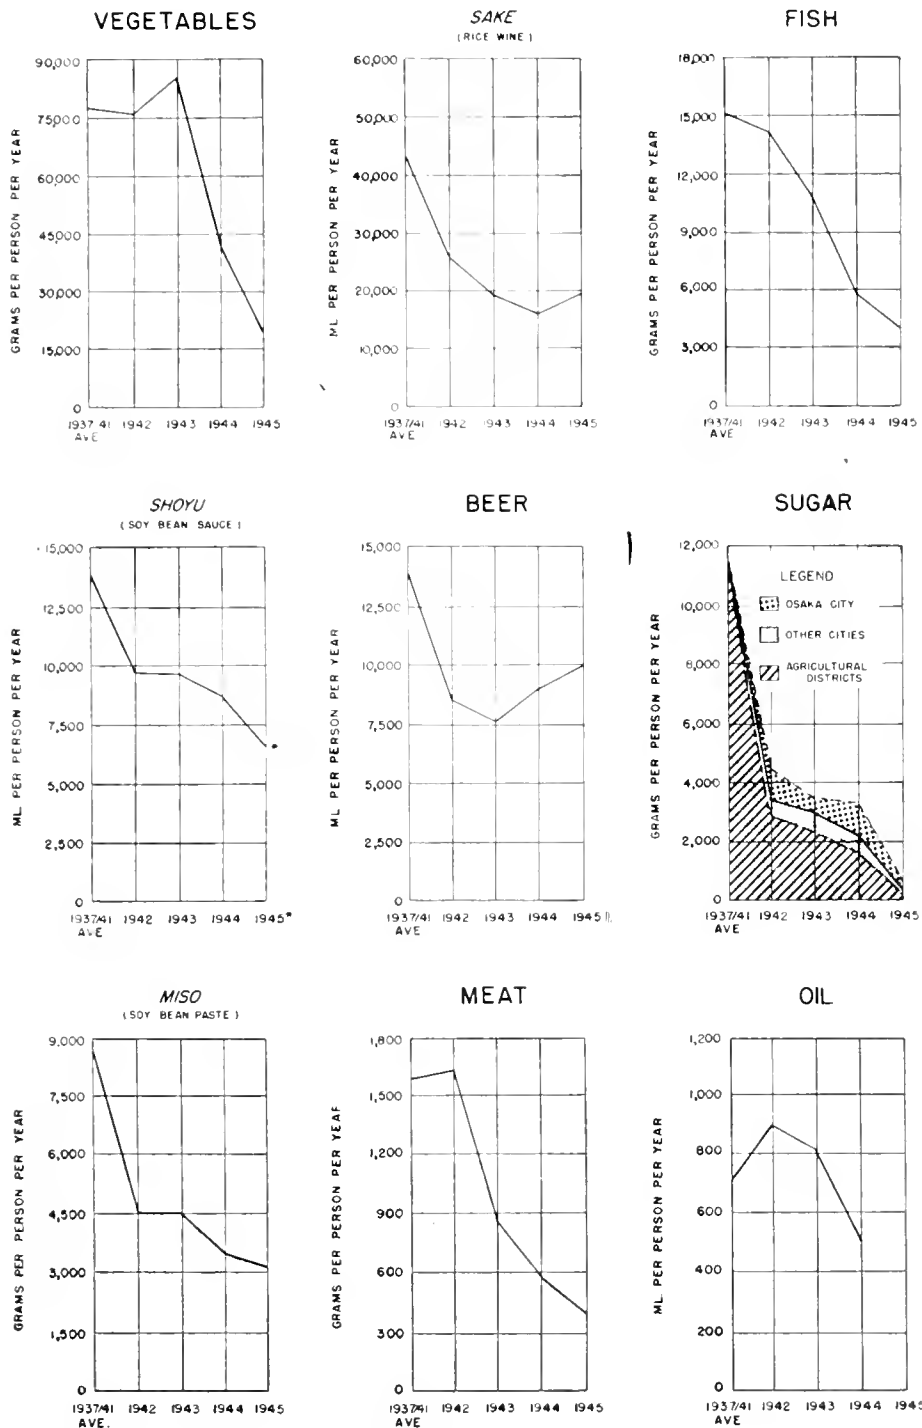 VEGETABLES
GRAMS PER PERSON PER YEAR
90,000
75,000
60,000
45,000
30,000
15,000
0
1937/41 1942 1943 1944 1945
AVE
SAKE
(RICE WINE)
ML PER PERSON PER YEAR
60,000
50,000
40,000
30,000
20,000
10,000
0
1937/41 1942 1943 1944 1945
AVE
FISH
GRAMS PER PERSON PER YEAR
18,000
15,000
12,000
9,000
6,000
3,000
0
1937/41 1942 1943 1944 1945
AVE
SHOYU
(SOY BEAN SAUCE)
ML PER PERSON PER YEAR
15,000
12,500
10,000
7,500
5,000
2,500
0
*
1937/41 1942 1943 1944 1945*
AVE
BEER
ML PER PERSON PER YEAR
15,000
12,500
10,000
7,500
5,000
2,500
0
1937/41 1942 1943 1944 1945
AVE
SUGAR
GRAMS PER PERSON PER YEAR
12,000
10,000
8,000
6,000
4,000
2,000
0
LEGEND
OSAKA CITY
OTHER CITIES
AGRICULTURAL
DISTRICTS
1937/41 1942 1943 1944 1945
AVE
MISO
(SOY BEAN PASTE)
GRAMS PER PERSON PER YEAR
9,000
7,500
6,000
4,500
3,000
1,500
0
1937/41 1942 1943 1944 1945
AVE.
MEAT
GRAMS PER PERSON PER YEAR
1,800
1,500
1,200
900
600
300
0
1937/41 1942 1943 1944 1945
AVE.
OIL
ML PER PERSON PER YEAR
1,200
1,000
800
600
400
200
0
1937/41 1942 1943 1944 1945
AVE